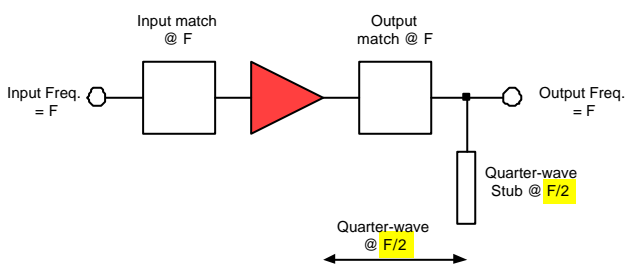 Input match
@ F
Output
match @ F
Input Freq.
= F
Output Freq.
= F
Quarter-wave
Stub @ F/2
Quarter-wave
@ F/2